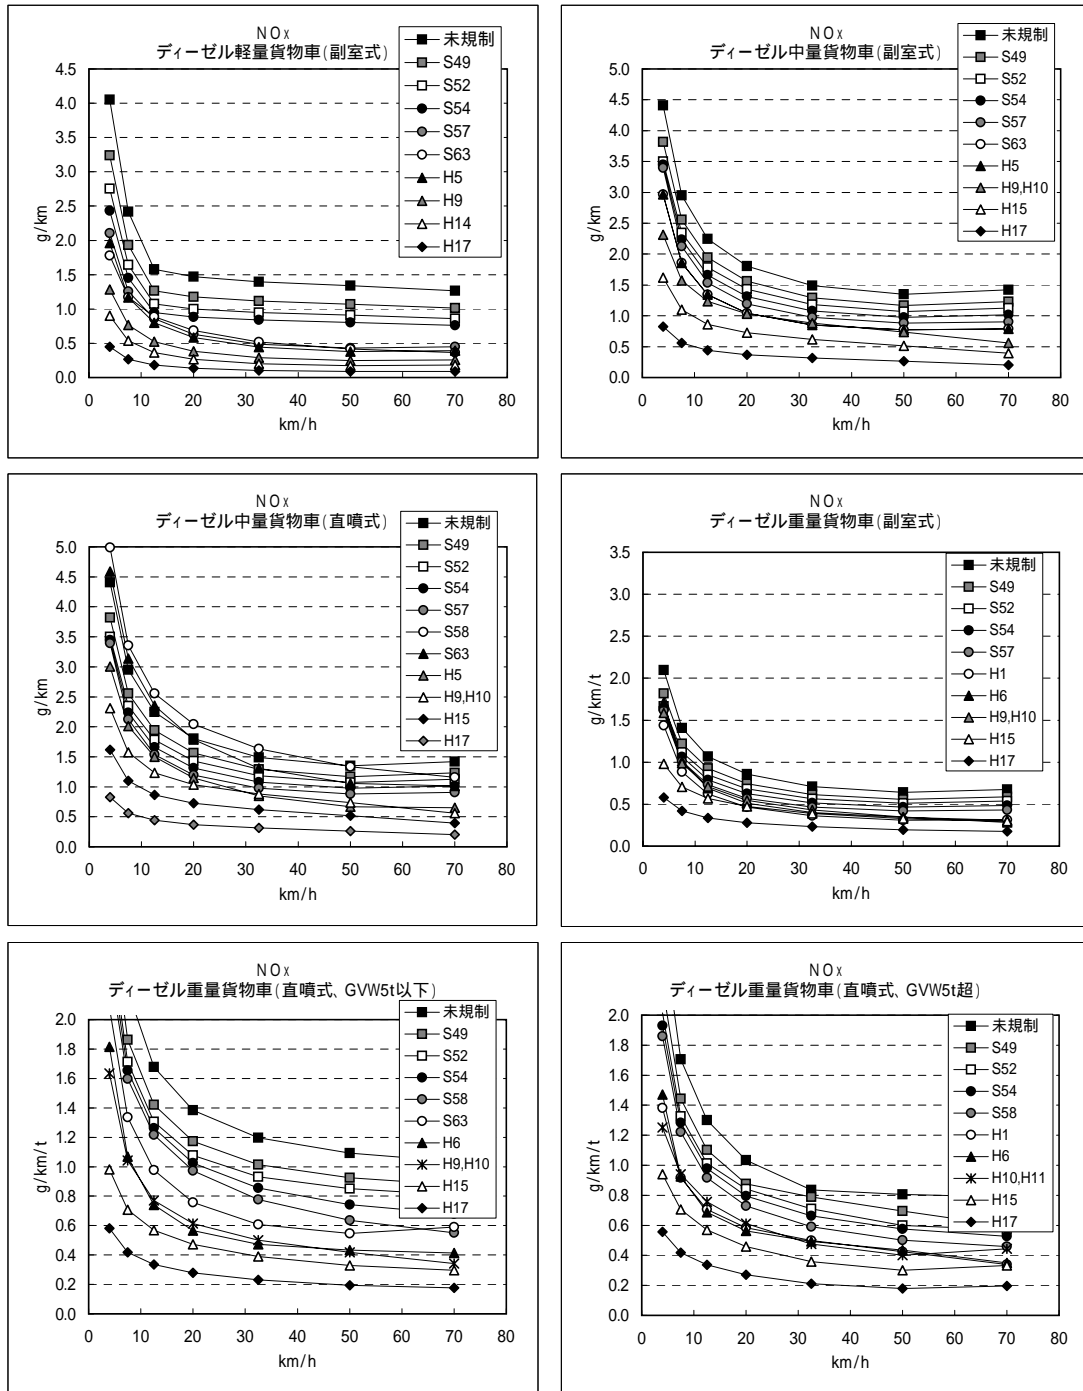 NOx
ディーゼル軽量貨物車(副室式)
未規制
S49
S52
S54
S57
S63
H5
H9
H14
H17
4.5
4.0
3.5
3.0
2.5
2.0
1.5
1.0
0.5
0.0
g/km
0 10 20 30 40 50 60 70 80
km/h
NOx
ディーゼル中量貨物車(副室式)
未規制
S49
S52
S54
S57
S63
H5
H9,H10
H15
H17
5.0
4.5
4.0
3.5
3.0
2.5
2.0
1.5
1.0
0.5
0.0
g/km
0 10 20 30 40 50 60 70 80
km/h
NOx
ディーゼル中量貨物車(直噴式)
未規制
S49
S52
S54
S57
S58
S63
H5
H9,H10
H15
H17
5.0
4.5
4.0
3.5
3.0
2.5
2.0
1.5
1.0
0.5
0.0
g/km
0 10 20 30 40 50 60 70 80
km/h
NOx
ディーゼル重量貨物車(副室式)
未規制
S49
S52
S54
S57
H1
H6
H9,H10
H15
H17
3.5
3.0
2.5
2.0
1.5
1.0
0.5
0.0
g/km/t
0 10 20 30 40 50 60 70 80
km/h
NOx
ディーゼル重量貨物車(直噴式、GVW5t以下)
未規制
S49
S52
S54
S58
S63
H6
H9,H10
H15
H17
2.0
1.8
1.6
1.4
1.2
1.0
0.8
0.6
0.4
0.2
0.0
g/km/t
0 10 20 30 40 50 60 70 80
km/h
NOx
ディーゼル重量貨物車(直噴式、GVW5t超)
未規制
S49
S52
S54
S58
H1
H6
H10,H11
H15
H17
2.0
1.8
1.6
1.4
1.2
1.0
0.8
0.6
0.4
0.2
0.0
g/km/t
0 10 20 30 40 50 60 70 80
km/h